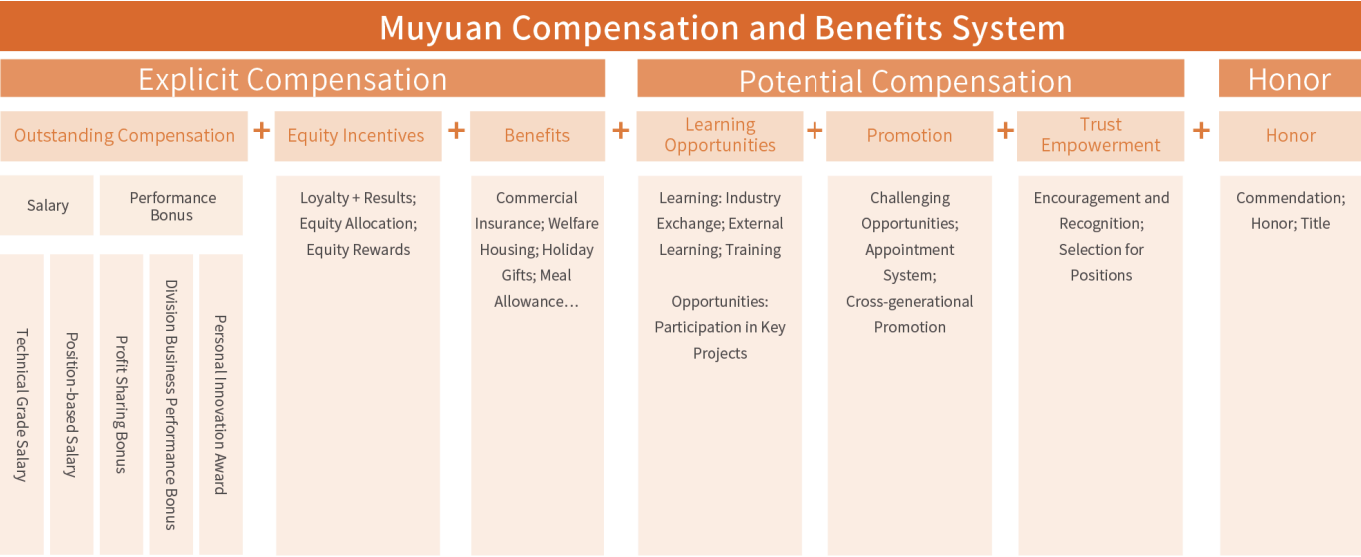 Muyuan Compensation and Benefits System
Explicit Compensation
Potential Compensation
Honor
Outstanding Compensation
+
Equity Incentives
+
Benefits
+
Learning
Opportunities
+
Promotion
+
Trust
Empowerment
+
Honor
Salary
Performance
Bonus
Technical Grade Salary
Position-based Salary
Profit Sharing Bonus
Division Business Performance Bonus
Personal Innovation Award
Loyalty + Results;
Equity Allocation;
Equity Rewards
Commercial
Insurance; Welfare
Housing; Holiday
Gifts; Meal
Allowance...
Learning: Industry
Exchange; External
Learning; Training
Opportunities:
Participation in Key
Projects
Challenging
Opportunities;
Appointment
System;
Cross-generational
Promotion
Encouragement and
Recognition;
Selection for
Positions
Commendation;
Honor; Title